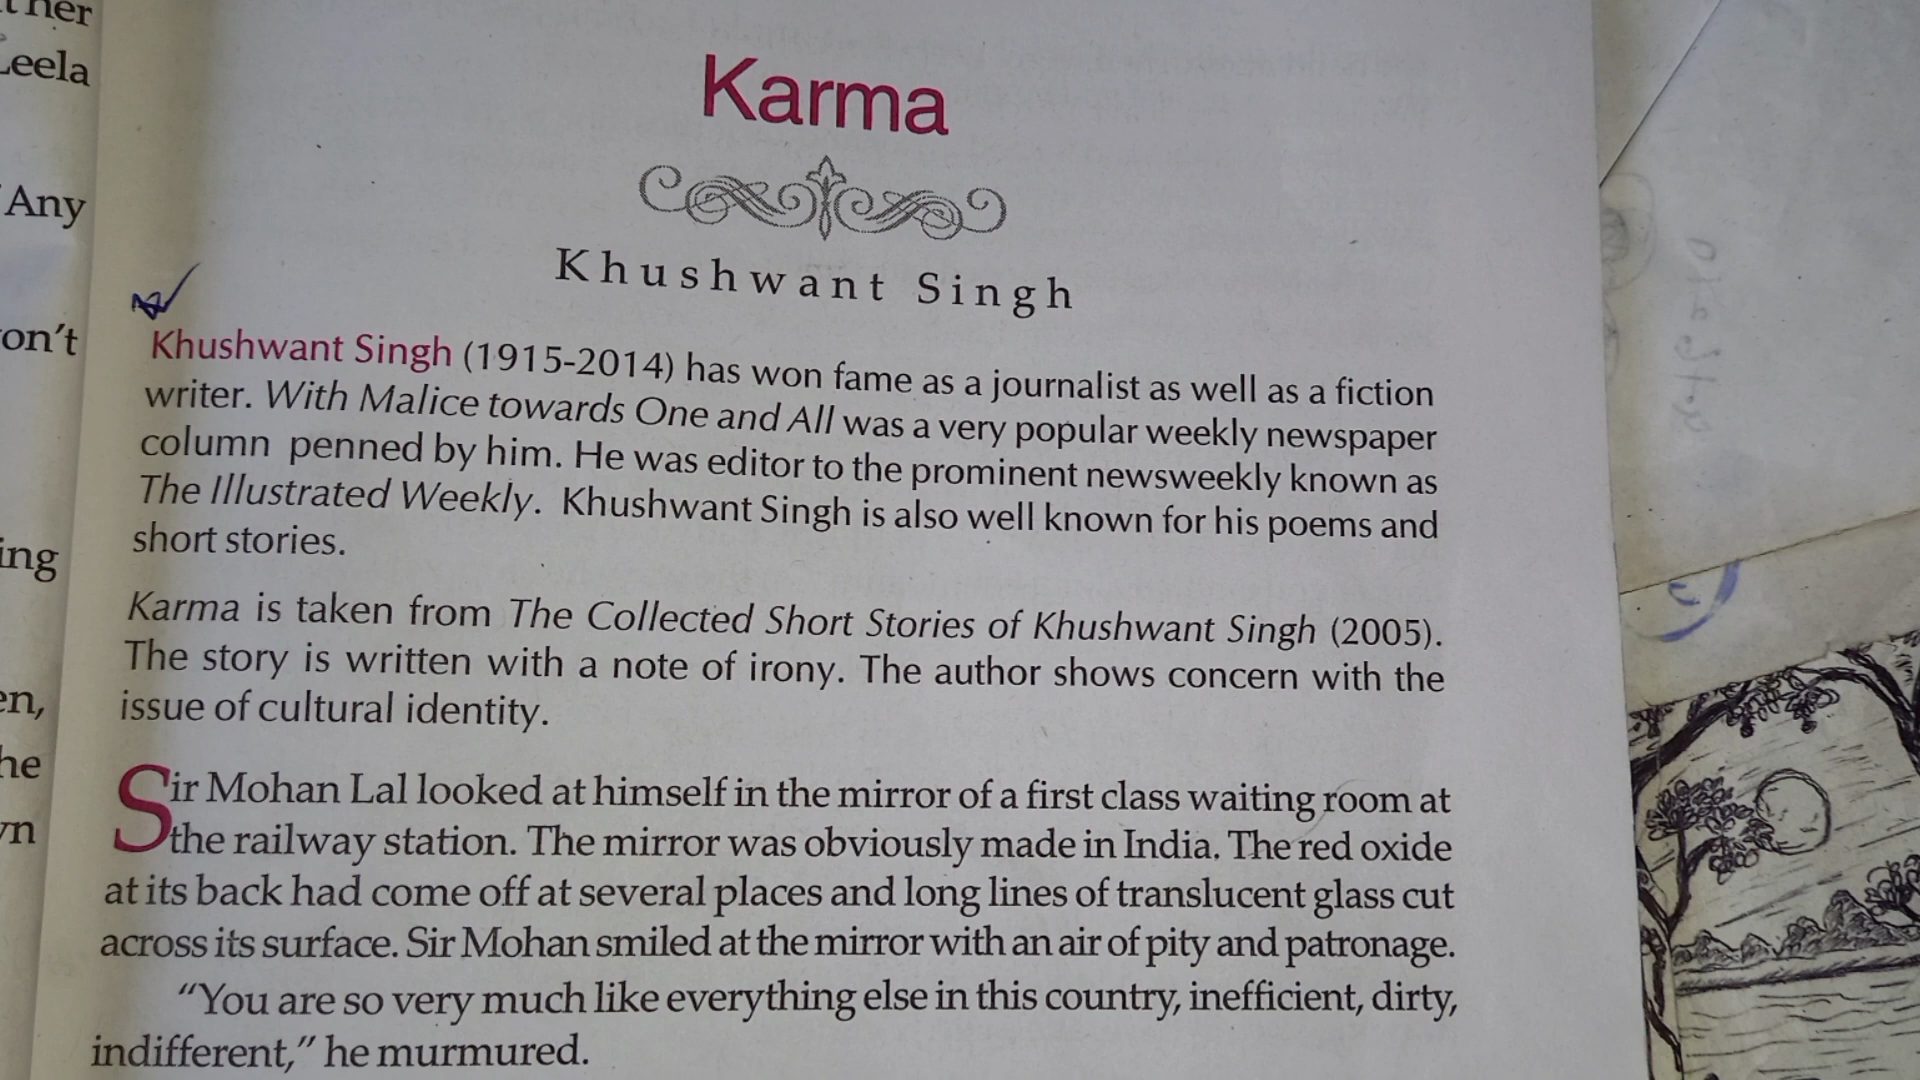 Karma
Khushwant Singh
Khushwant Singh (1915-2014) has won fame as a journalist as well as a fiction
writer. With Malice towards One and All was a very popular weekly newspaper
column penned by him. He was editor to the prominent newsweekly known as
The Illustrated Weekly. Khushwant Singh is also well known for his poems and
short stories.
Karma is taken from The Collected Short Stories of Khushwant Singh (2005).
The story is written with a note of irony. The author shows concern with the
issue of cultural identity.
Sir Mohan Lal looked at himself in the mirror of a first class waiting room at
the railway station. The mirror was obviously made in India. The red oxide
at its back had come off at several places and long lines of translucent glass cut
across its surface. Sir Mohan smiled at the mirror with an air of pity and patronage.
"You are so very much like everything else in this country, inefficient, dirty,
indifferent," he murmured.
Leela
Any